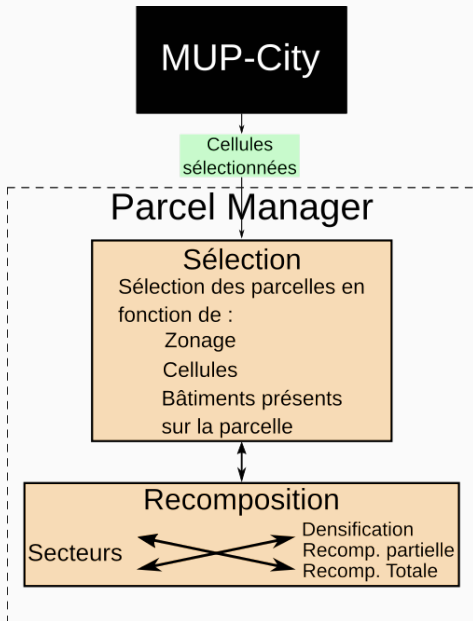 MUP-City
Cellules
sélectionnées
Parcel Manager
Sélection
Sélection des parcelles en
fonction de :
Zonage
Cellules
Bâtiments présents
sur la parcelle
Recomposition
Secteurs
Densification
Recomp. partielle
Recomp. Totale